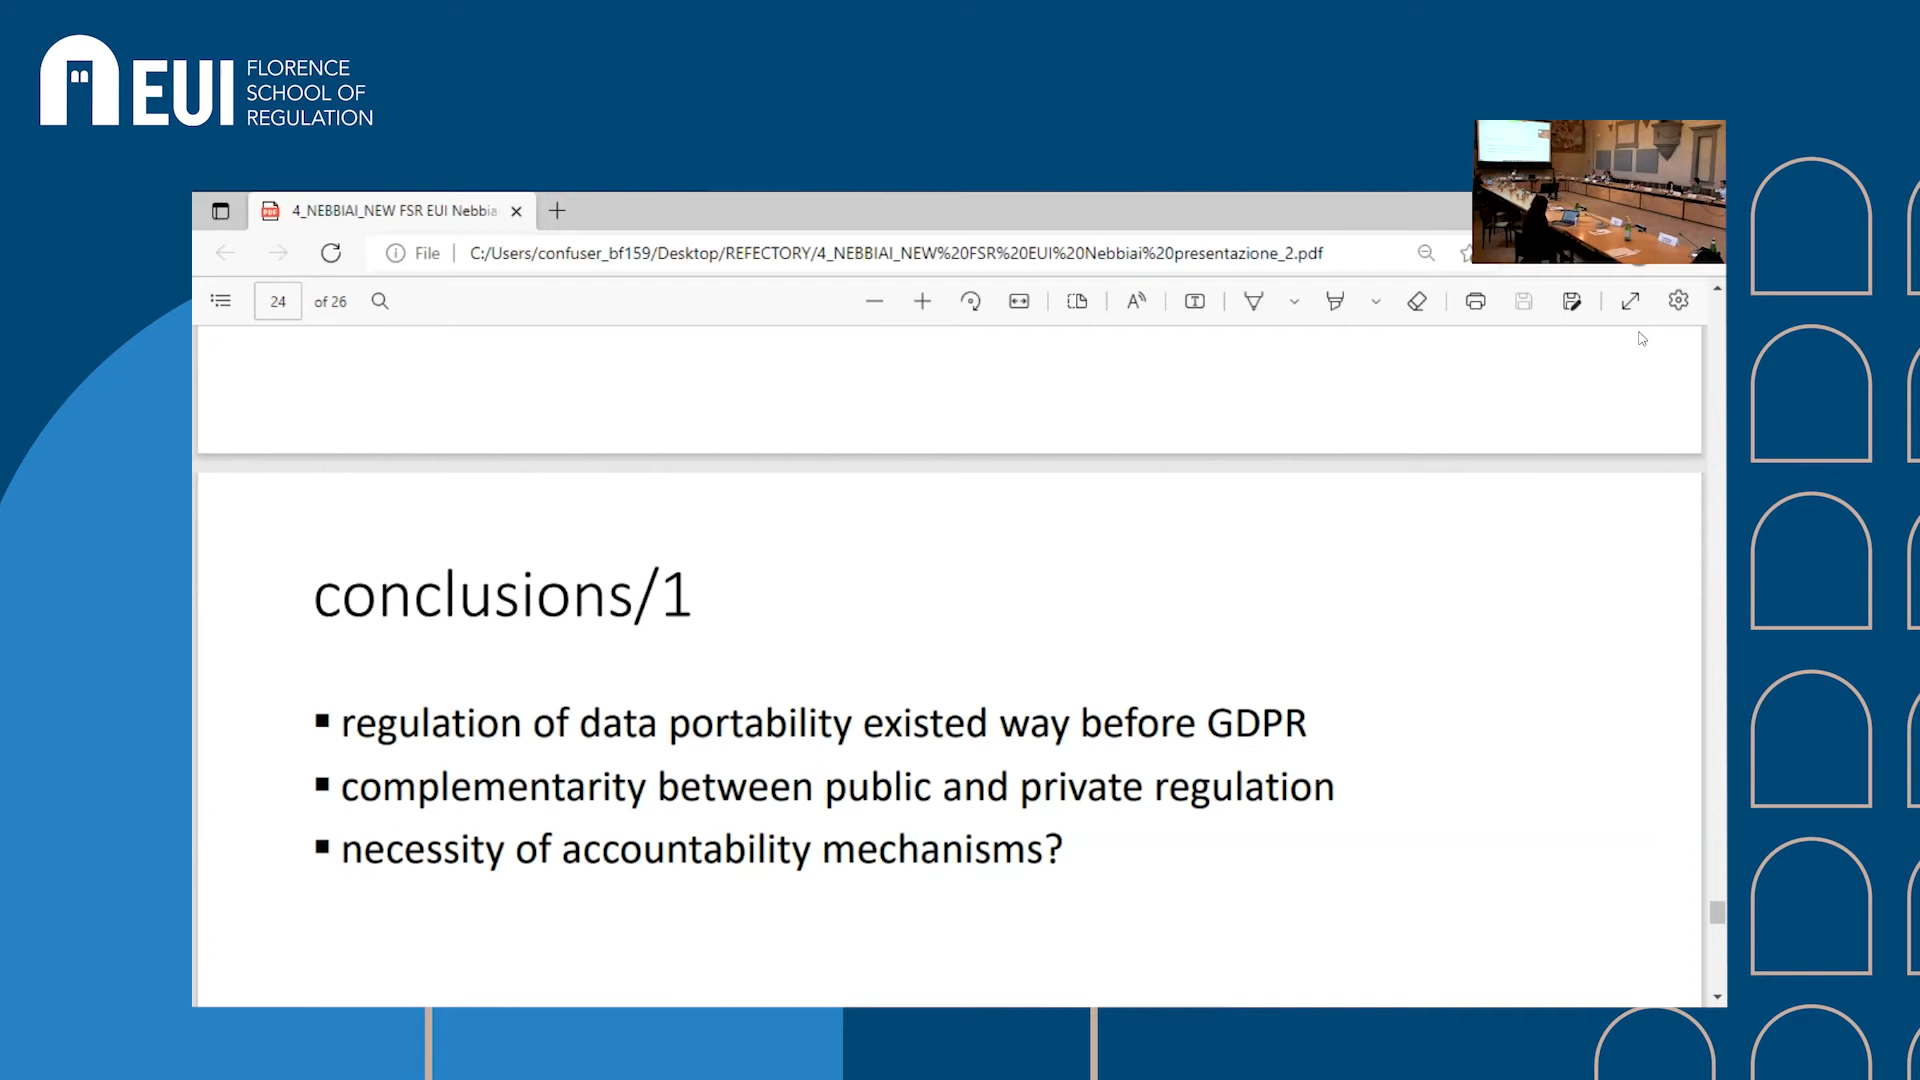 EUI
FLORENCE
SCHOOL OF
REGULATION
4_NEBBIAI_NEW FSR EUI Nebbia
File
C:/Users/confuser_bf159/Desktop/REFECTORY/4_NEBBIAI_NEW%20FSR%20EUI%20Nebbiai%20presentazione_2.pdf
24 of 26
conclusions/1
▪ regulation of data portability existed way before GDPR
▪ complementarity between public and private regulation
▪ necessity of accountability mechanisms?